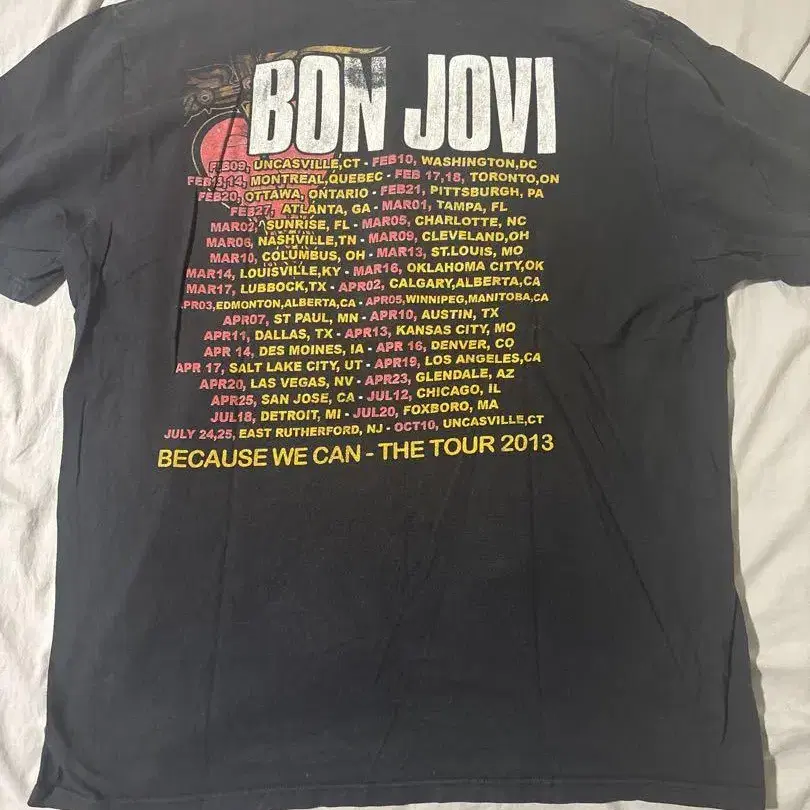 BON JOVI
FEB09, UNCASVILLE,CT - FEB10, WASHINGTON,DC
FEB13,14, MONTREAL,QUEBEC - FEB 17,18, TORONTO,ON
FEB20, OTTAWA, ONTARIO - FEB21, PITTSBURGH, PA
FEB27, ATLANTA, GA - MAR01, TAMPA, FL
MAR02, SUNRISE, FL - MAR05, CHARLOTTE, NC
MAR06, NASHVILLE,TN - MAR09, CLEVELAND,OH
MAR10, COLUMBUS, OH - MAR13, ST.LOUIS, MO
MAR14, LOUISVILLE,KY - MAR16, OKLAHOMA CITY,OK
MAR17, LUBBOCK,TX - APR02, CALGARY,ALBERTA,CA
PR03,EDMONTON,ALBERTA,CA - APR05,WINNIPEG,MANITOBA,CA
APR07, ST PAUL, MN - APR10, AUSTIN, TX
APR11, DALLAS, TX - APR13, KANSAS CITY, MO
APR 14, DES MOINES, IA - APR 16, DENVER, CO
APR 17, SALT LAKE CITY, UT - APR19, LOS ANGELES,CA
APR20, LAS VEGAS, NV - APR23, GLENDALE, AZ
APR25, SAN JOSE, CA - JUL12, CHICAGO, IL
JUL18, DETROIT, MI - JUL20, FOXBORO, MA
JULY 24,25, EAST RUTHERFORD, NJ - OCT10, UNCASVILLE,CT
BECAUSE WE CAN - THE TOUR 2013